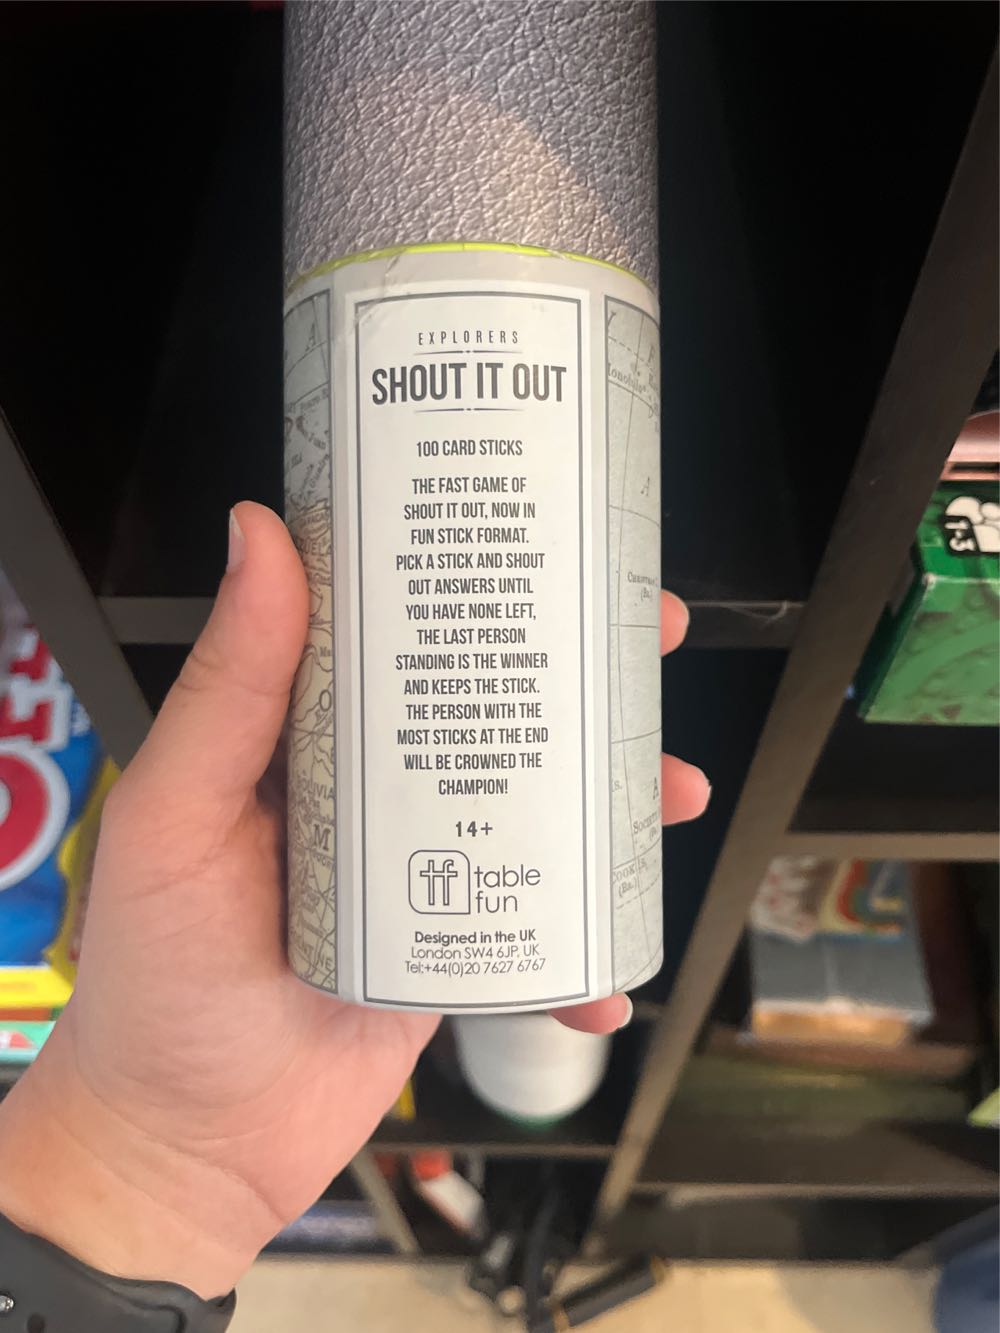 EXPLORERS
SHOUT IT OUT
100 CARD STICKS
THE FAST GAME OF
SHOUT IT OUT, NOW IN
FUN STICK FORMAT.
PICK A STICK AND SHOUT
OUT ANSWERS UNTIL
YOU HAVE NONE LEFT,
THE LAST PERSON
STANDING IS THE WINNER
AND KEEPS THE STICK.
THE PERSON WITH THE
MOST STICKS AT THE END
WILL BE CROWNED THE
CHAMPION!
14+
tf table
fun
Designed in the UK
London SW4 6JP, UK
Tel:+44(0)20 7627 6767
1-3